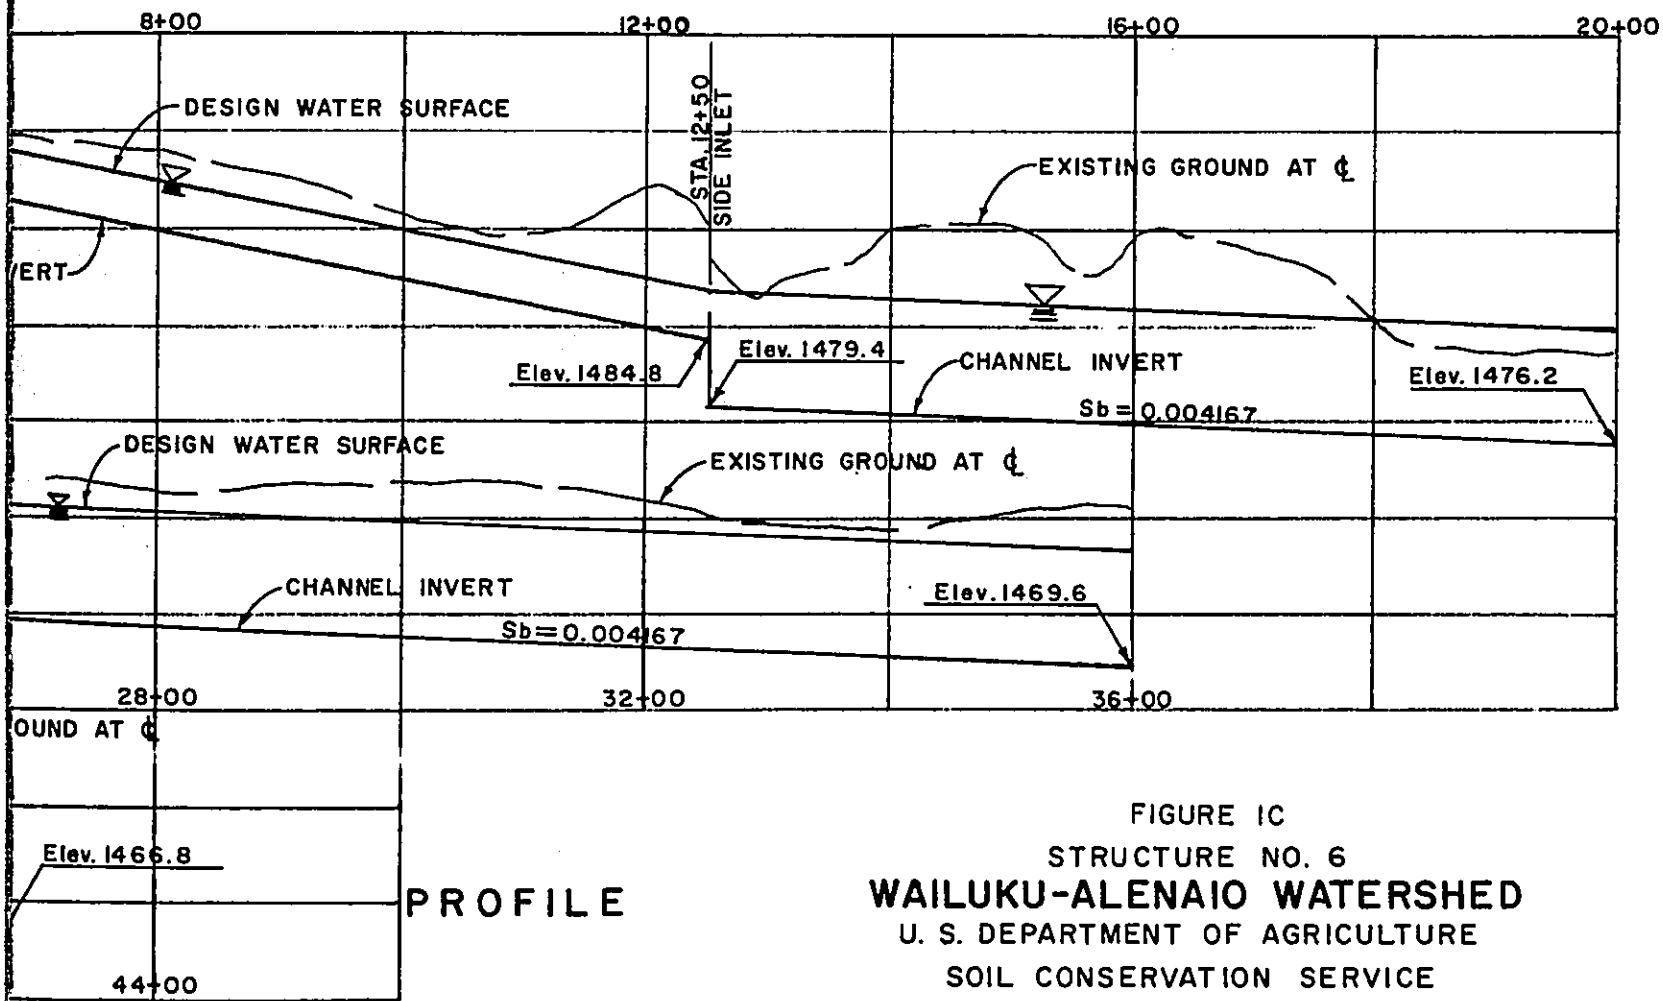 8+00 12+00 16+00 20+00
DESIGN WATER SURFACE
STA. 12+50
SIDE INLET
EXISTING GROUND AT ℄
VERT
Elev. 1484.8
Elev. 1479.4
CHANNEL INVERT
Elev. 1476.2
Sb = 0.004167
DESIGN WATER SURFACE
EXISTING GROUND AT ℄
CHANNEL INVERT
Elev. 1469.6
Sb = 0.004167
28+00 32+00 36+00
OUND AT ℄
Elev. 1466.8
44+00
PROFILE
FIGURE 1C
STRUCTURE NO. 6
WAILUKU-ALENAIO WATERSHED
U. S. DEPARTMENT OF AGRICULTURE
SOIL CONSERVATION SERVICE